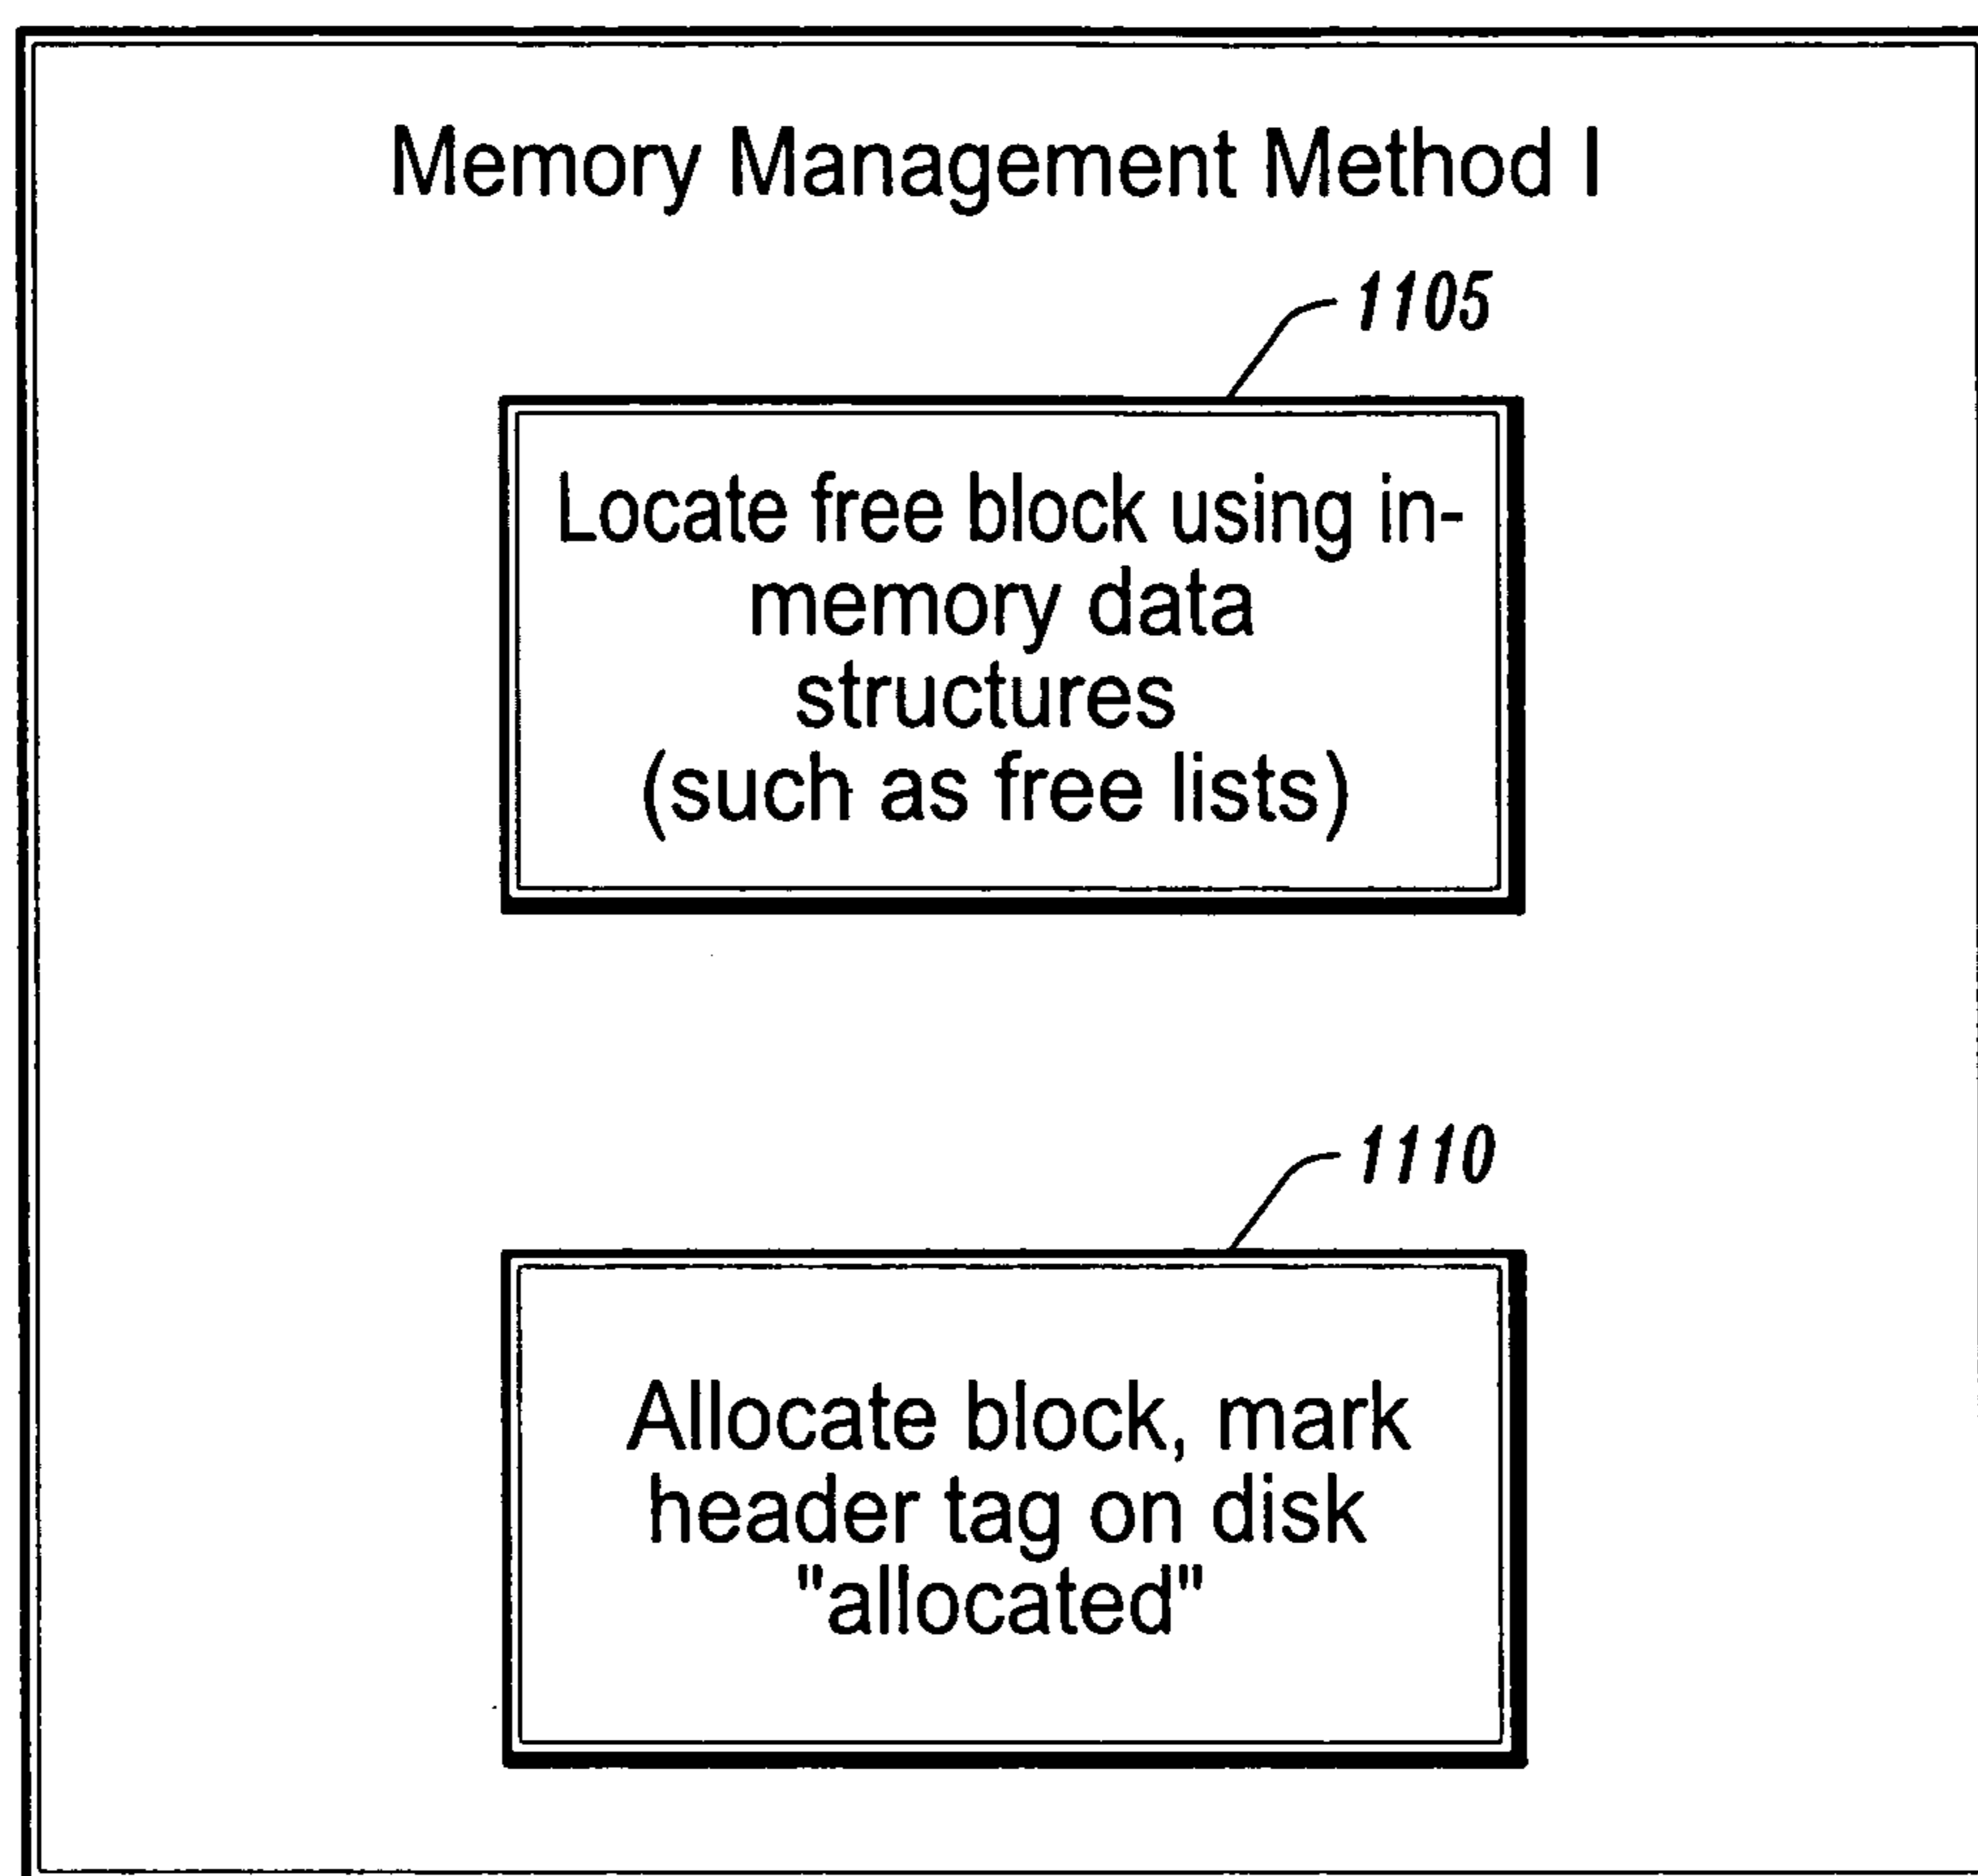 Memory Management Method I
1105
Locate free block using in-
memory data
structures
(such as free lists)
1110
Allocate block, mark
header tag on disk
"allocated"